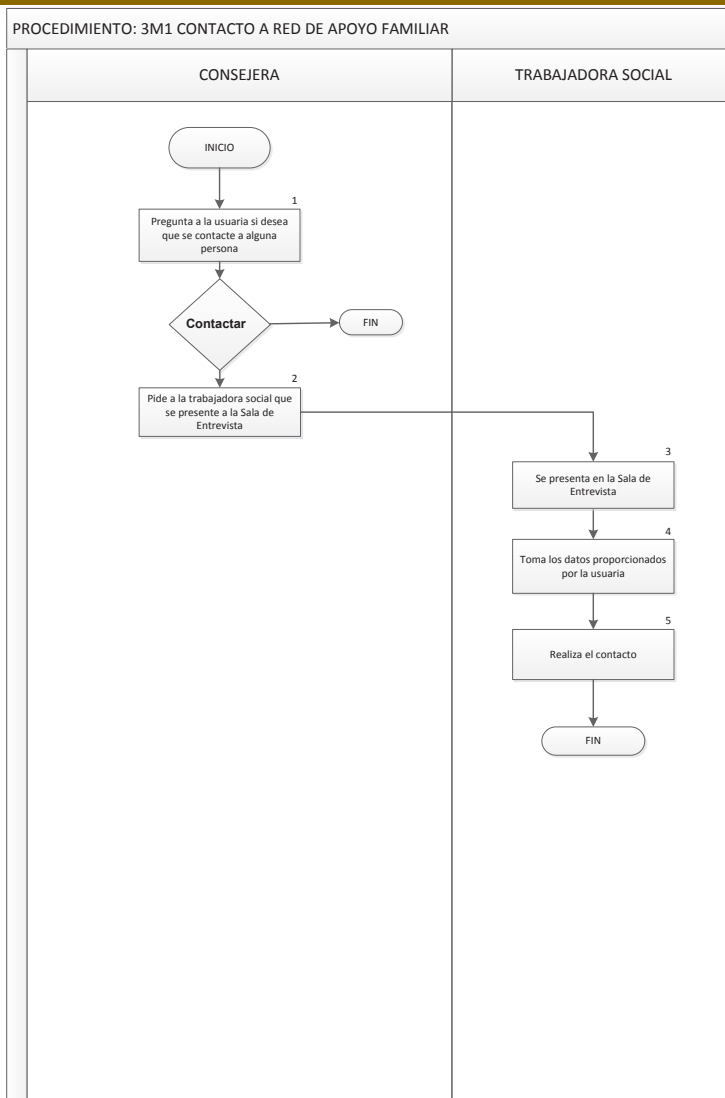 PROCEDIMIENTO: 3M1 CONTACTO A RED DE APOYO FAMILIAR
CONSEJERA
TRABAJADORA SOCIAL
INICIO
1
Pregunta a la usuaria si desea
que se contacte a alguna
persona
Contactar
FIN
2
Pide a la trabajadora social que
se presente a la Sala de
Entrevista
3
Se presenta en la Sala de
Entrevista
4
Toma los datos proporcionados
por la usuaria
5
Realiza el contacto
FIN